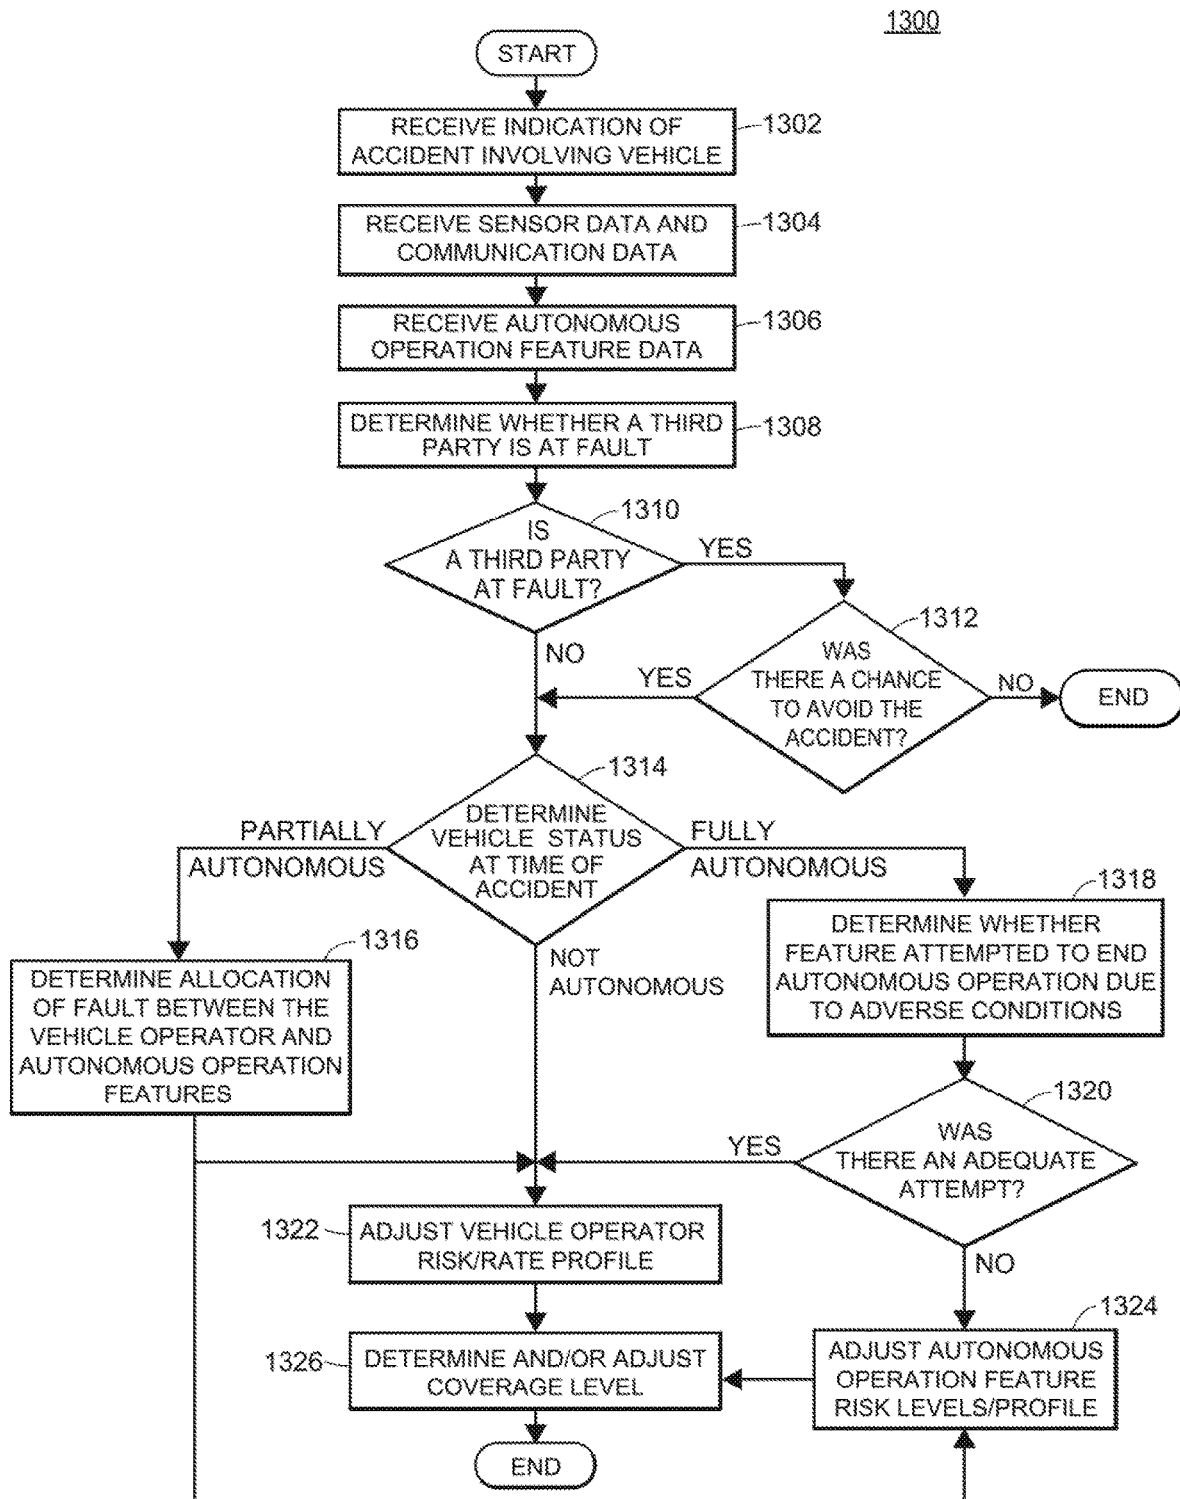 1300
START
RECEIVE INDICATION OF
ACCIDENT INVOLVING VEHICLE
1302
RECEIVE SENSOR DATA AND
COMMUNICATION DATA
1304
RECEIVE AUTONOMOUS
OPERATION FEATURE DATA
1306
DETERMINE WHETHER A THIRD
PARTY IS AT FAULT
1308
1310
IS
A THIRD PARTY
AT FAULT?
YES
NO
1312
WAS
THERE A CHANCE
TO AVOID THE
ACCIDENT?
YES
NO
END
1314
DETERMINE
VEHICLE STATUS
AT TIME OF
ACCIDENT
PARTIALLY
AUTONOMOUS
FULLY
AUTONOMOUS
NOT
AUTONOMOUS
1316
DETERMINE ALLOCATION
OF FAULT BETWEEN THE
VEHICLE OPERATOR AND
AUTONOMOUS OPERATION
FEATURES
1318
DETERMINE WHETHER
FEATURE ATTEMPTED TO END
AUTONOMOUS OPERATION DUE
TO ADVERSE CONDITIONS
1320
WAS
THERE AN ADEQUATE
ATTEMPT?
YES
NO
1322
ADJUST VEHICLE OPERATOR
RISK/RATE PROFILE
1324
ADJUST AUTONOMOUS
OPERATION FEATURE
RISK LEVELS/PROFILE
1326
DETERMINE AND/OR ADJUST
COVERAGE LEVEL
END